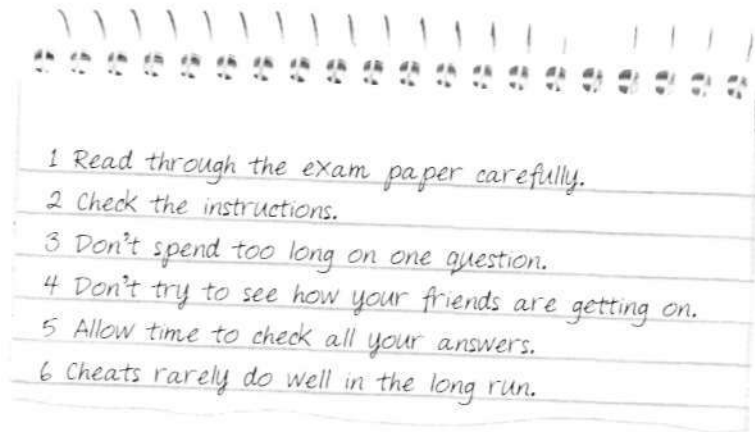 1 Read through the exam paper carefully.
2 Check the instructions.
3 Don't spend too long on one question.
4 Don't try to see how your friends are getting on.
5 Allow time to check all your answers.
6 Cheats rarely do well in the long run.